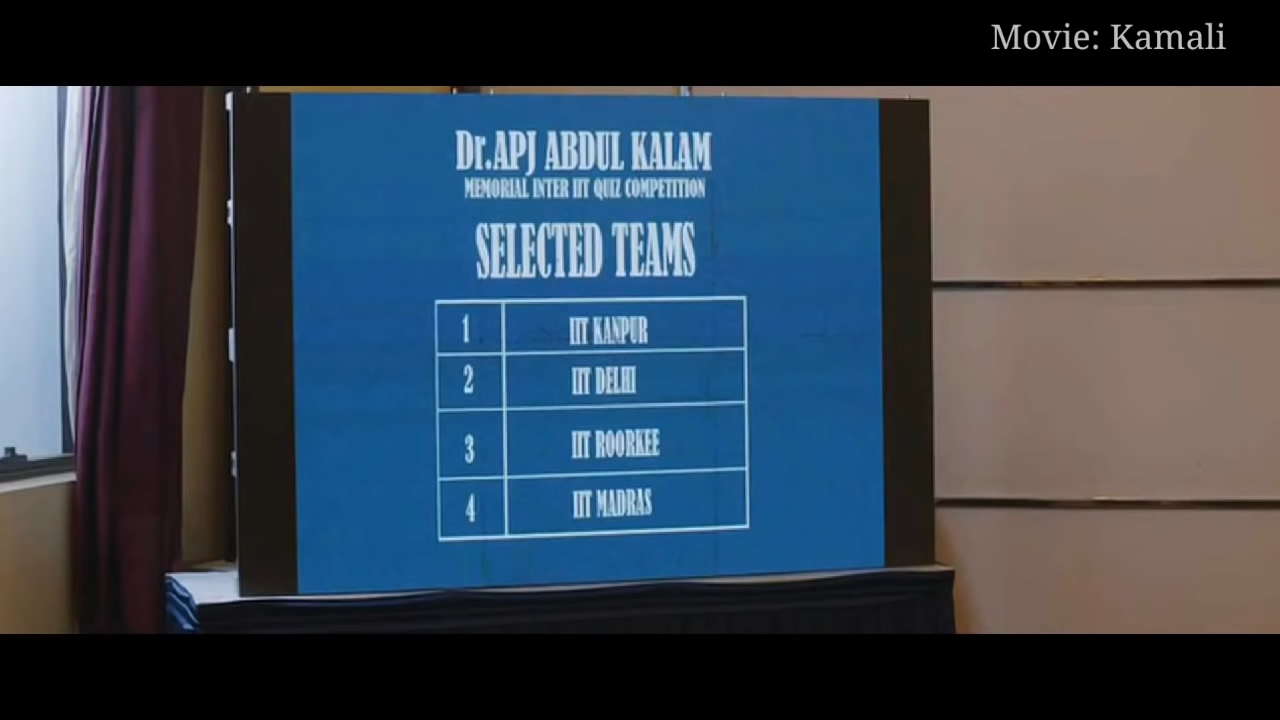 Movie: Kamali
Dr.APJ ABDUL KALAM
MEMORIAL INTER IIT QUIZ COMPETITION
SELECTED TEAMS
1 IIT KANPUR
2 IIT DELHI
3 IIT ROORKEE
4 IIT MADRAS